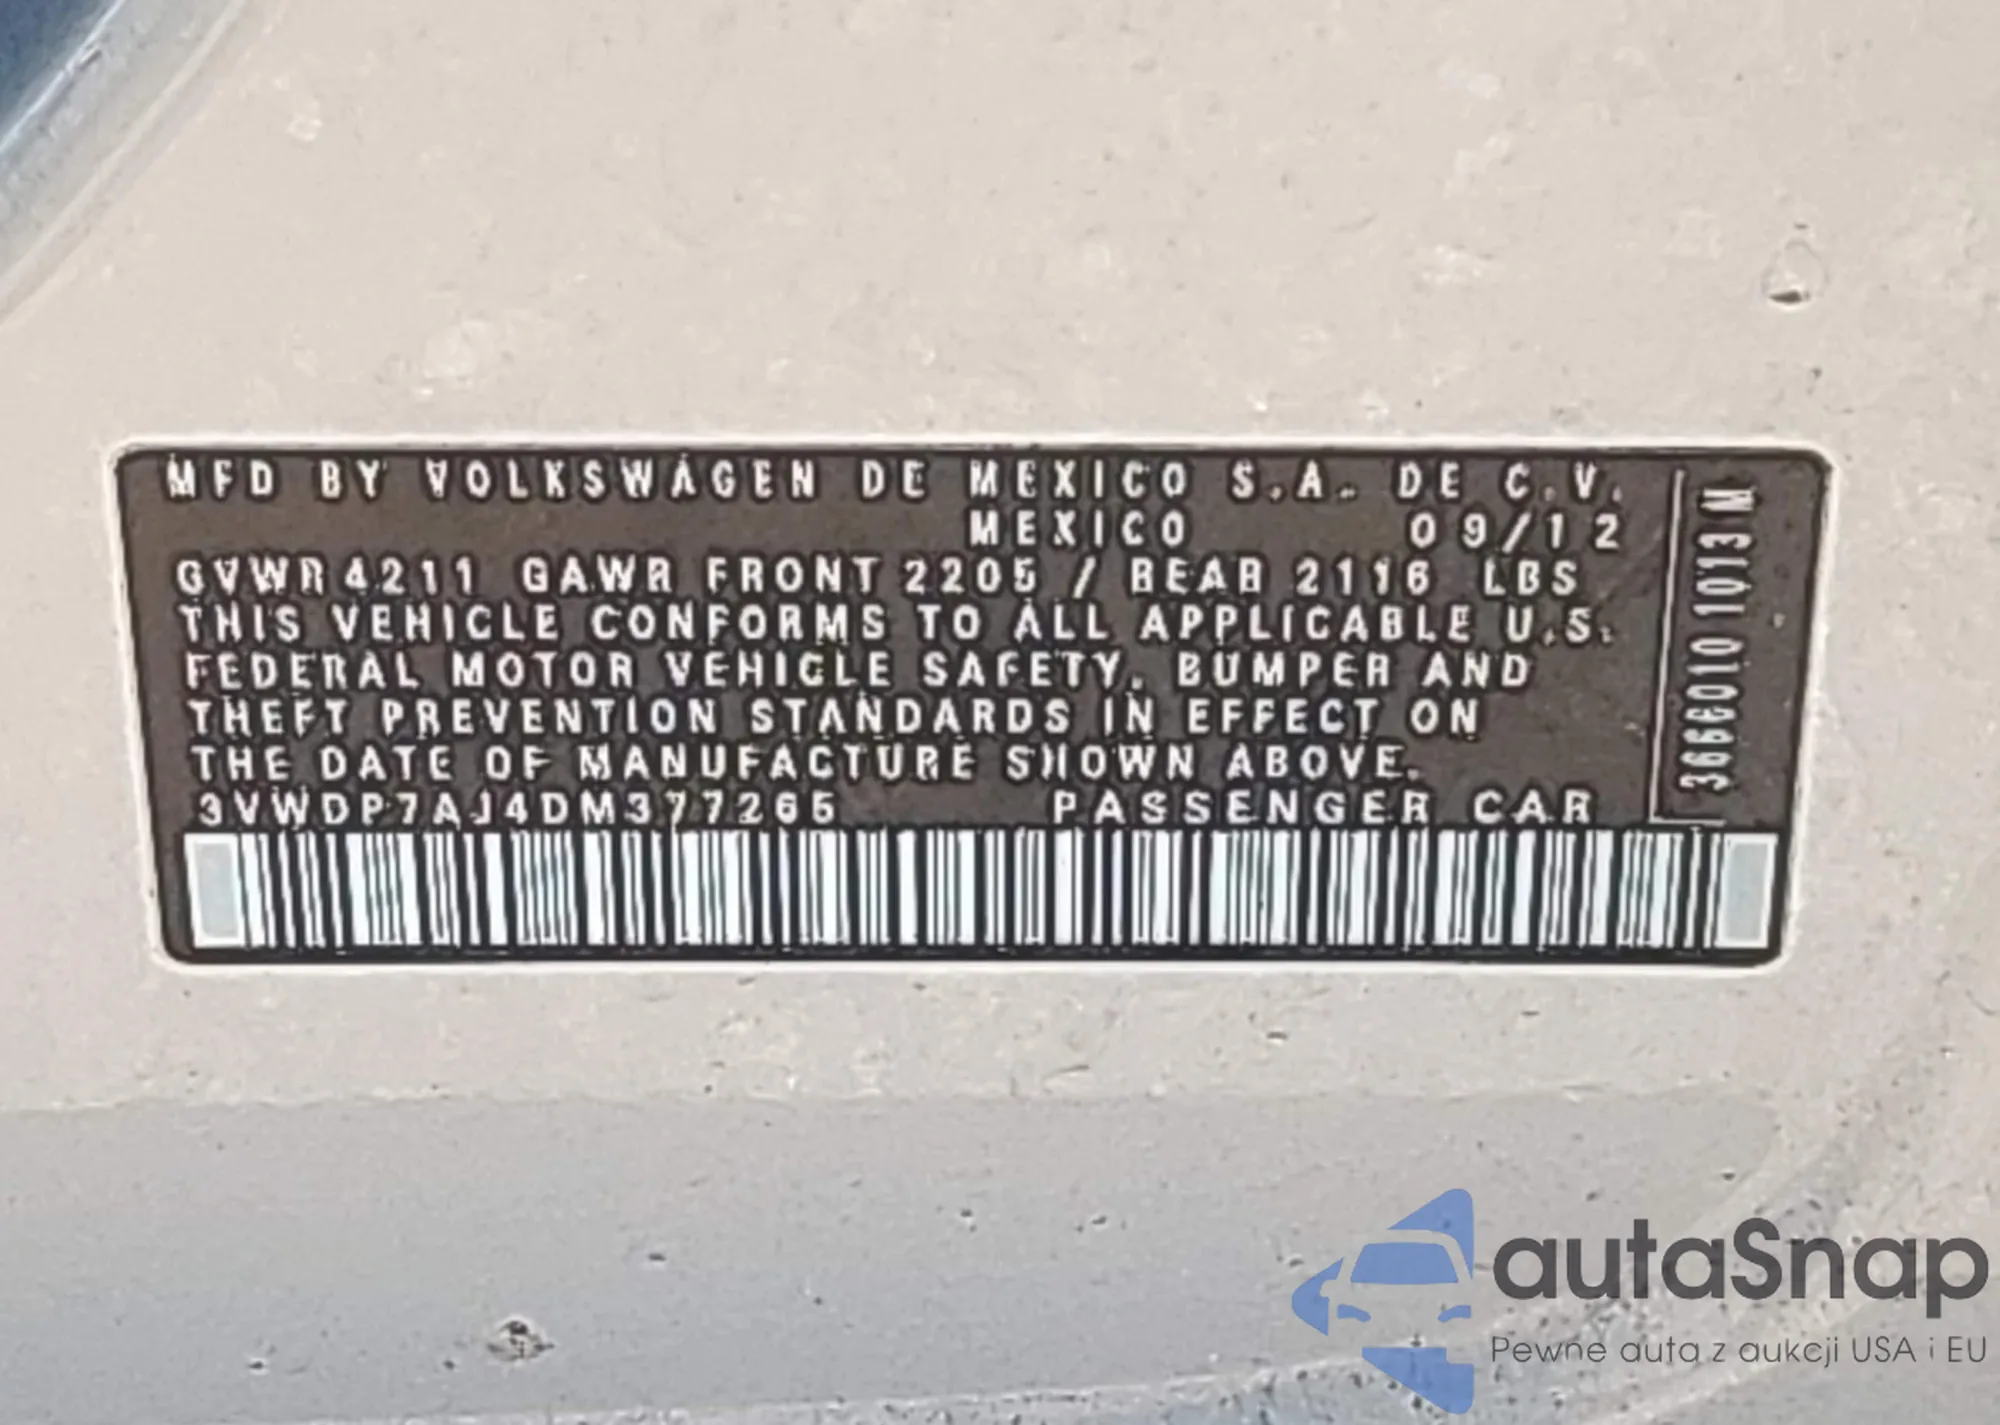 MFD BY VOLKSWAGEN DE MEXICO S.A. DE C.V.
MEXICO 09/12
GVWR 4211 GAWR FRONT 2205 / REAR 2116 LBS
THIS VEHICLE CONFORMS TO ALL APPLICABLE U.S.
FEDERAL MOTOR VEHICLE SAFETY, BUMPER AND
THEFT PREVENTION STANDARDS IN EFFECT ON
THE DATE OF MANUFACTURE SHOWN ABOVE.
3VWDP7AJ4DM377265 PASSENGER CAR
1013 M
autaSnap
Pewne auta z aukcji USA i EU